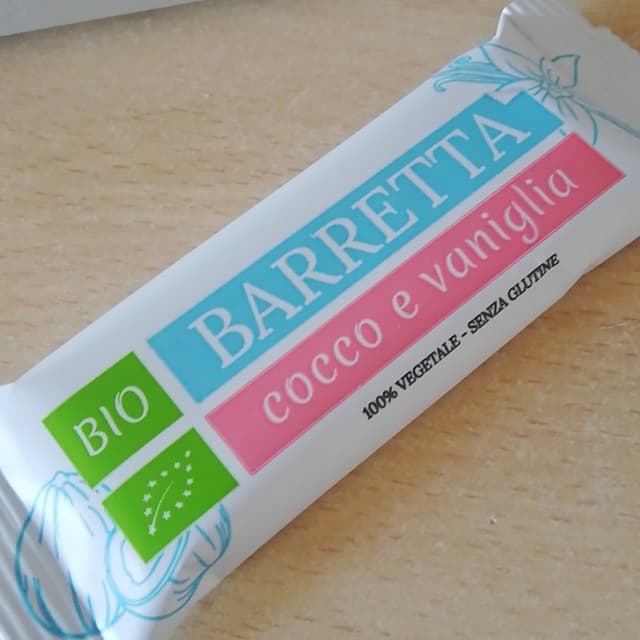 BARRETTA
cocco e vaniglia
100% VEGETALE - SENZA GLUTINE
BIO